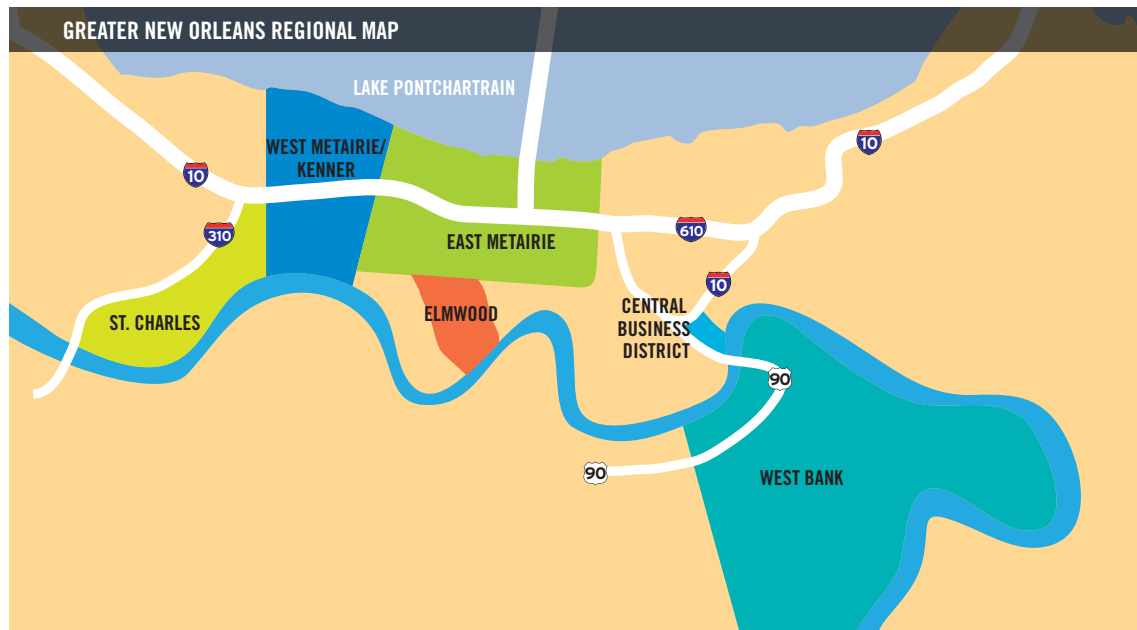 GREATER NEW ORLEANS REGIONAL MAP
LAKE PONTCHARTRAIN
10
WEST METAIRIE/
KENNER
10
310
610
EAST METAIRIE
10
ST. CHARLES
ELMWOOD
CENTRAL
BUSINESS
DISTRICT
90
90
WEST BANK